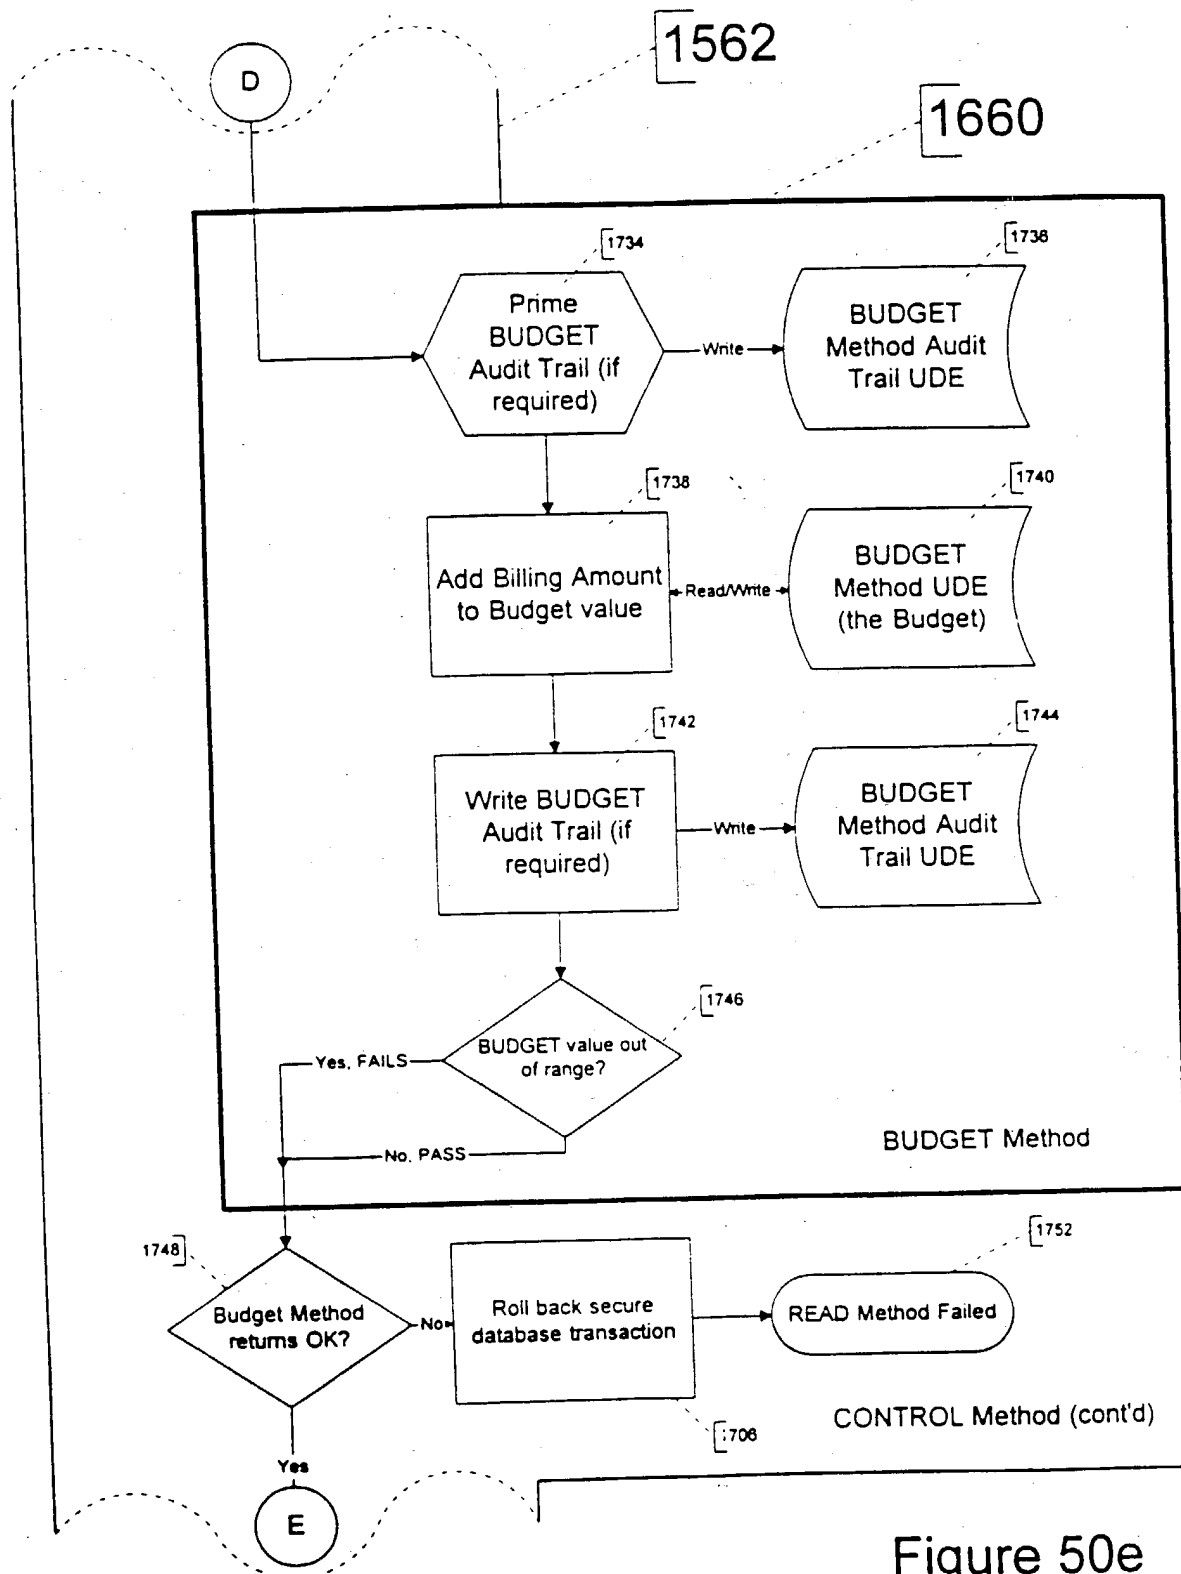 1562
D
1660
1734
1736
Prime
BUDGET
Audit Trail (if
required)
Write
BUDGET
Method Audit
Trail UDE
1738
1740
Add Billing Amount
to Budget value
Read/Write
BUDGET
Method UDE
(the Budget)
1742
1744
Write BUDGET
Audit Trail (if
required)
Write
BUDGET
Method Audit
Trail UDE
1746
BUDGET value out
of range?
Yes, FAILS
No, PASS
BUDGET Method
1748
1752
Budget Method
returns OK?
No
Roll back secure
database transaction
READ Method Failed
1706
CONTROL Method (cont'd)
Yes
E
Figure 50e